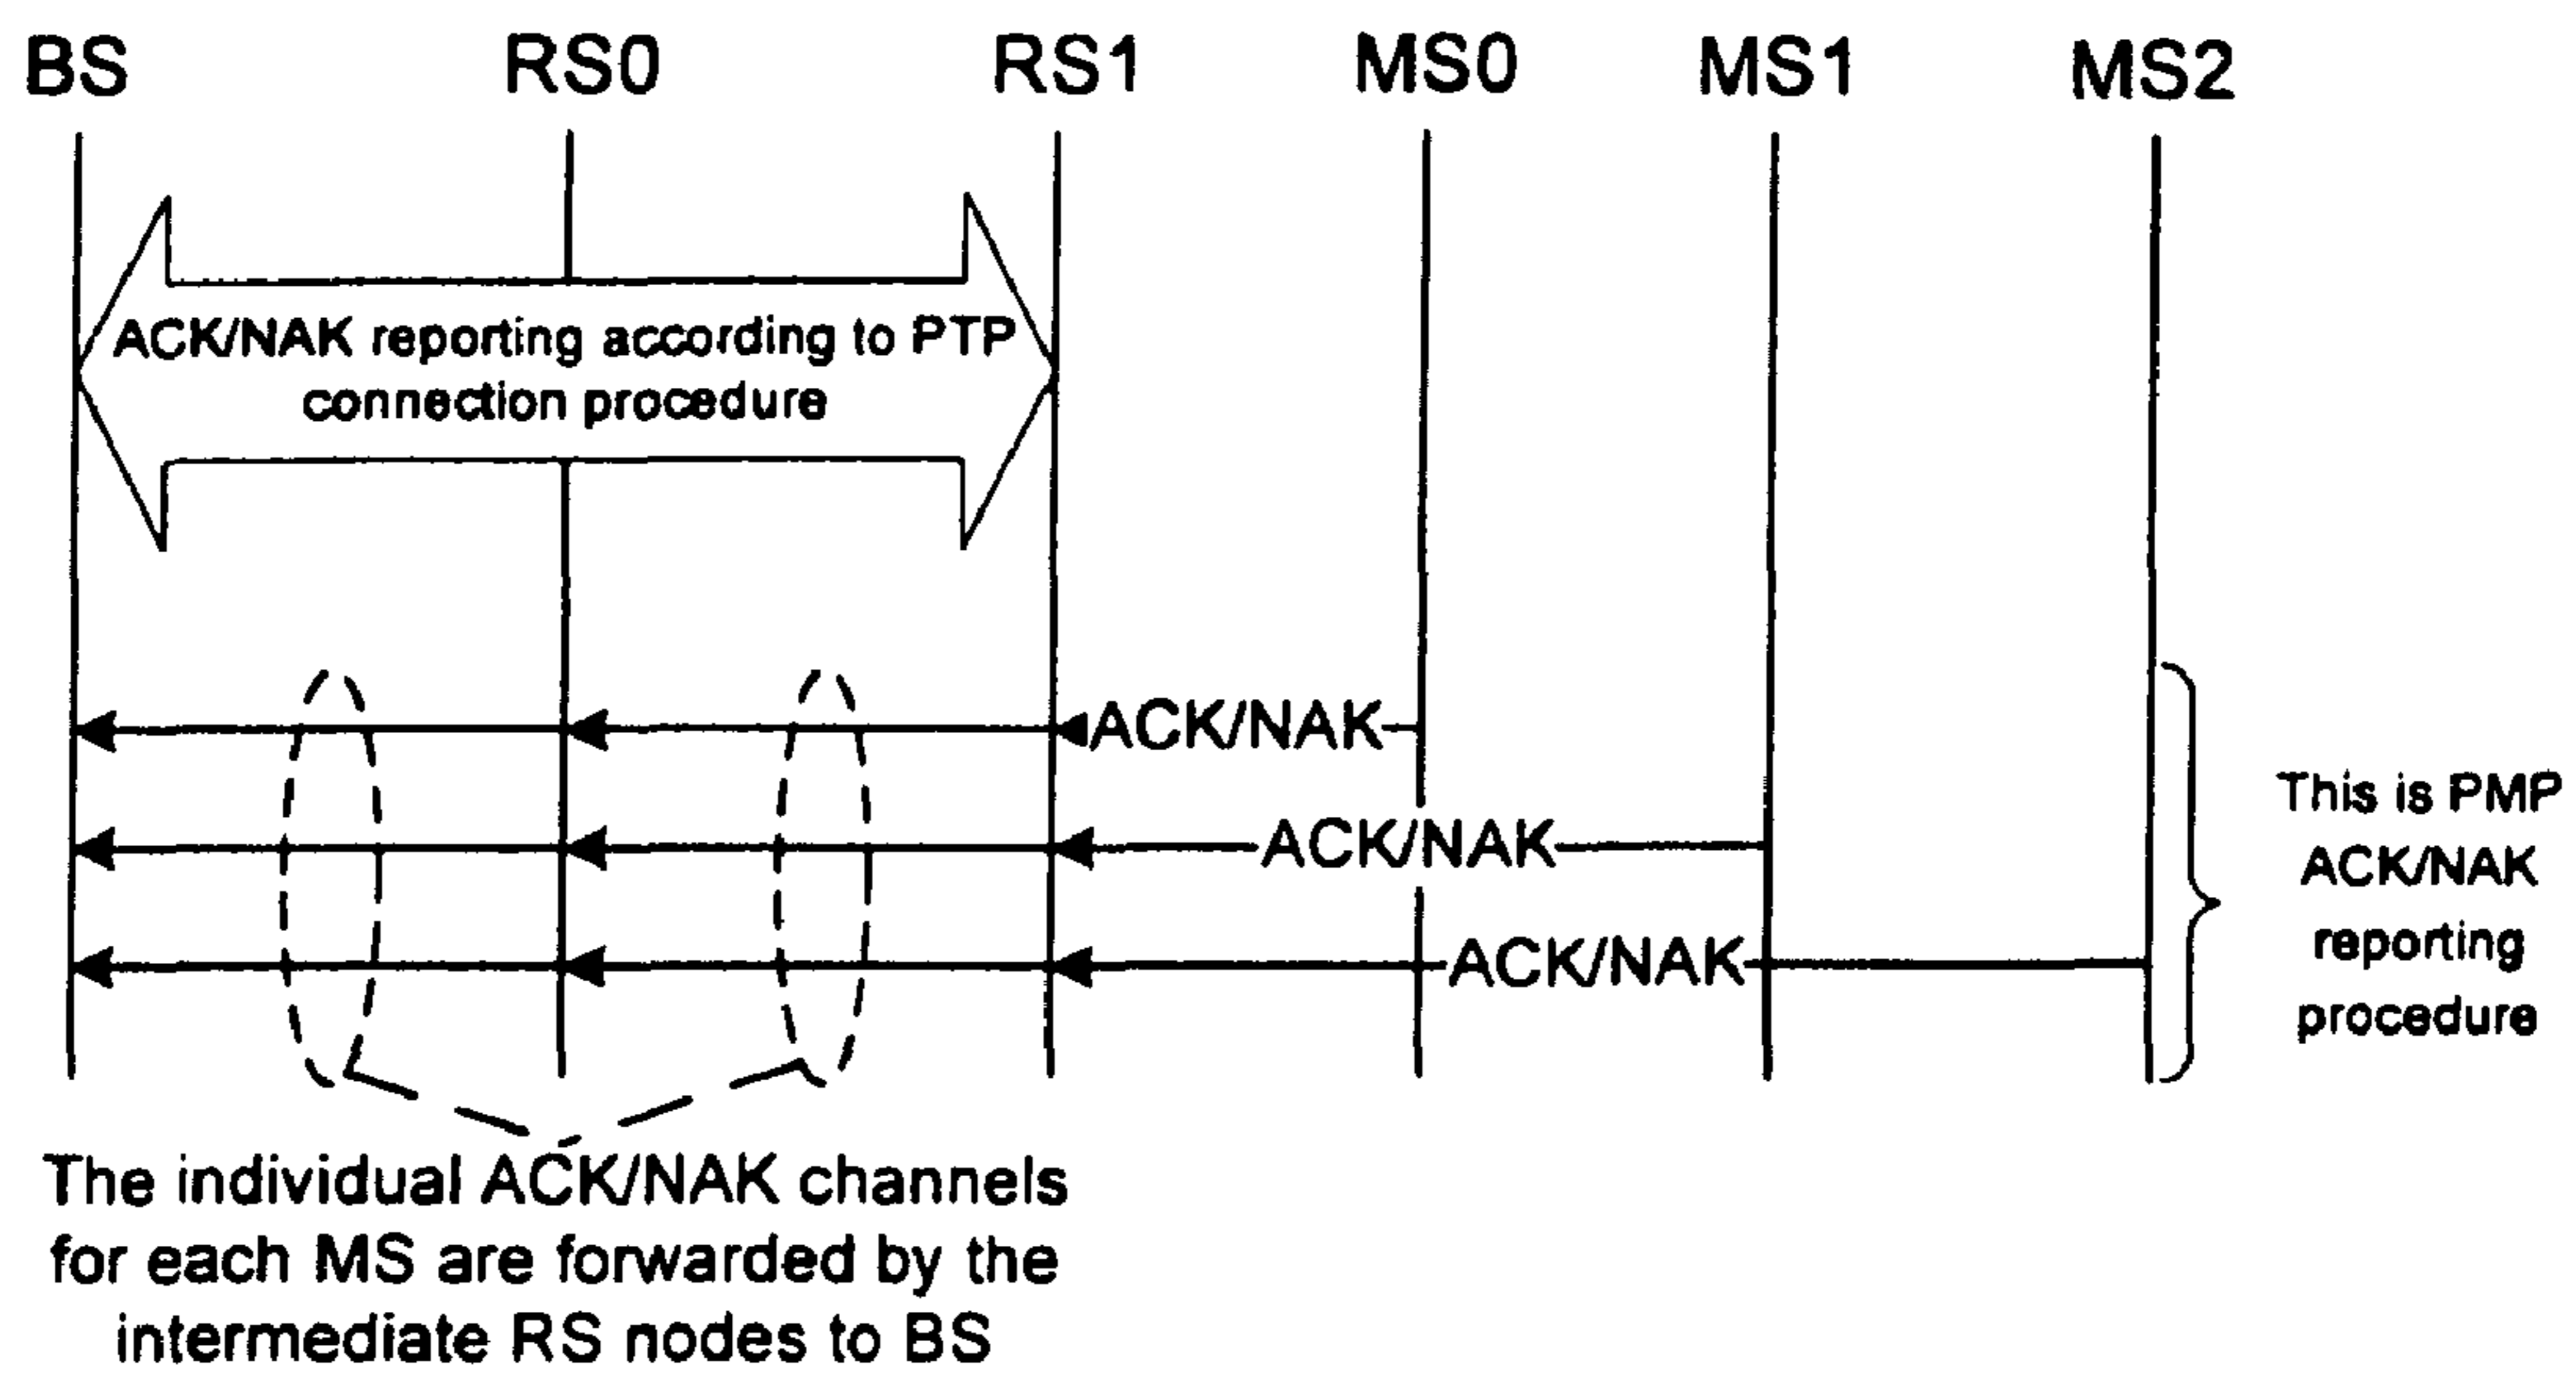 BS RS0 RS1 MS0 MS1 MS2
ACK/NAK reporting according to PTP
connection procedure
ACK/NAK
ACK/NAK
ACK/NAK
This is PMP
ACK/NAK
reporting
procedure
The individual ACK/NAK channels
for each MS are forwarded by the
intermediate RS nodes to BS